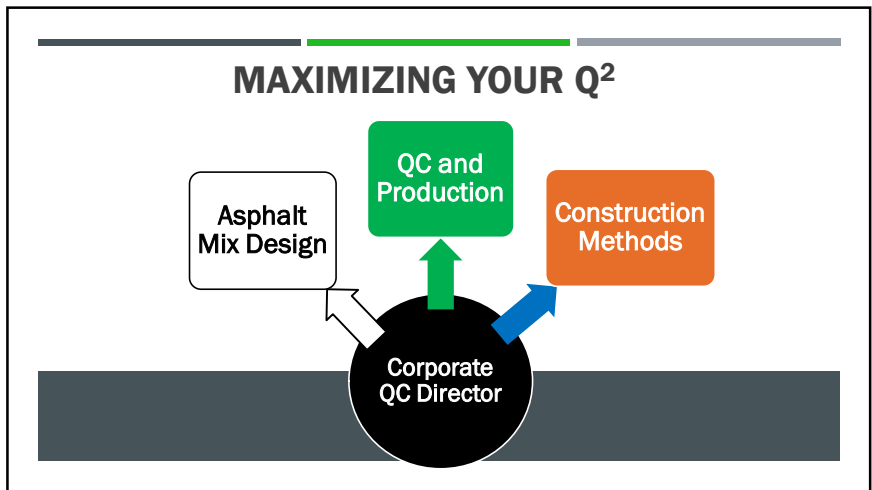 MAXIMIZING YOUR Q²
QC and
Production
Asphalt
Mix Design
Construction
Methods
Corporate
QC Director